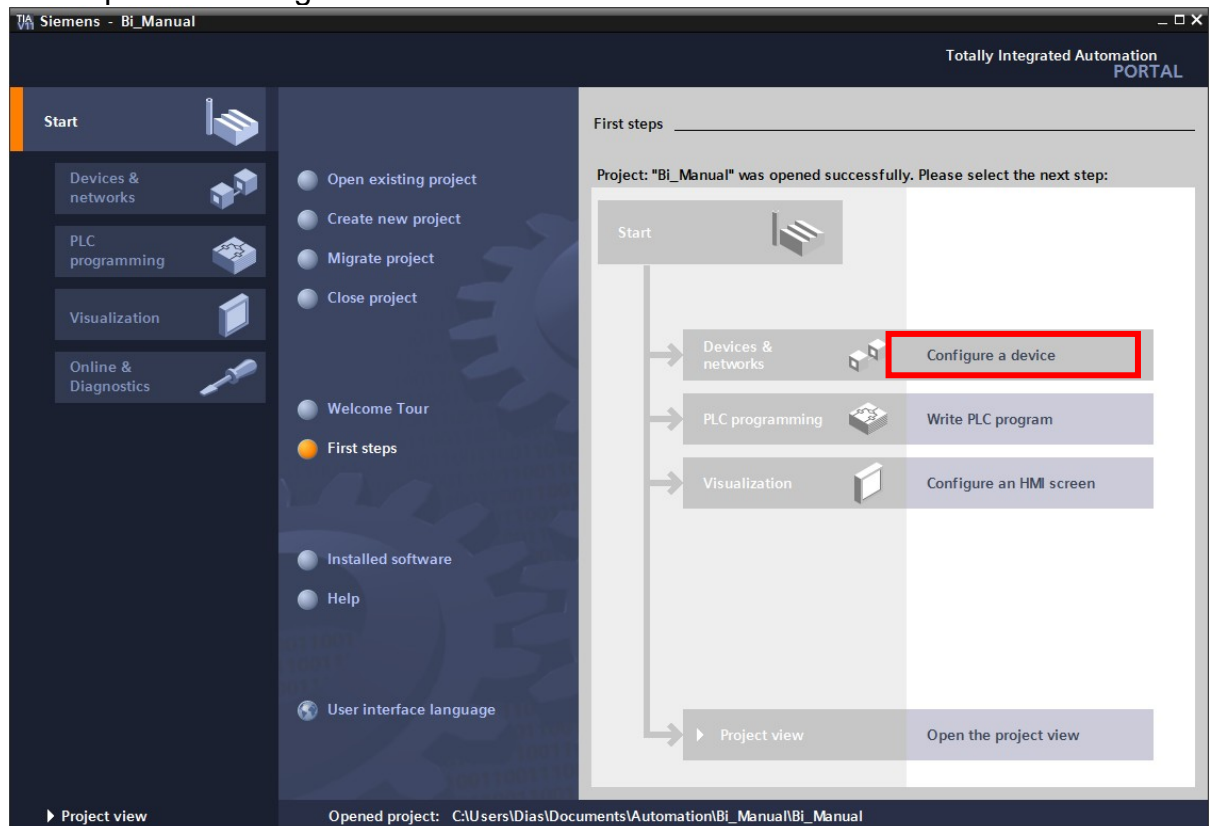 Siemens - Bi_Manual
Totally Integrated Automation
PORTAL
Start
Devices &
networks
PLC
programming
Visualization
Online &
Diagnostics
Open existing project
Create new project
Migrate project
Close project
Welcome Tour
First steps
Installed software
Help
User interface language
First steps
Project: "Bi_Manual" was opened successfully. Please select the next step:
Start
Devices &
networks
Configure a device
PLC programming
Write PLC program
Visualization
Configure an HMI screen
Project view
Open the project view
Project view
Opened project: C:\Users\Dias\Documents\Automation\Bi_Manual\Bi_Manual